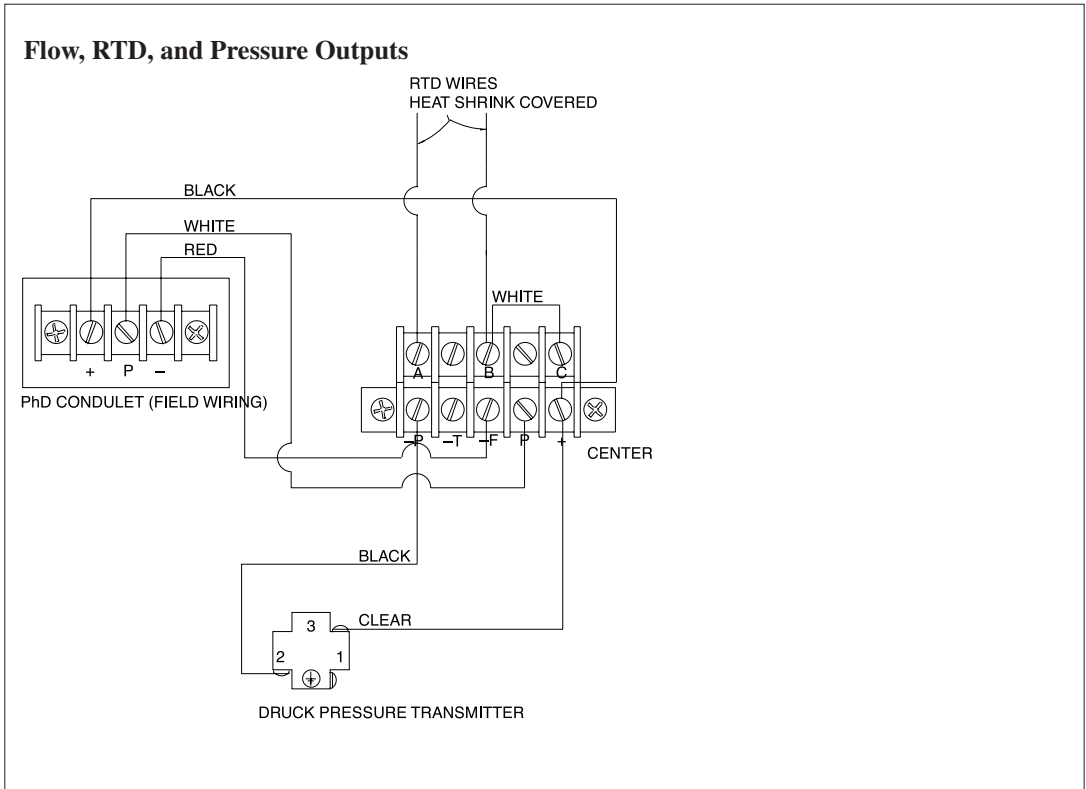 Flow, RTD, and Pressure Outputs
RTD WIRES
HEAT SHRINK COVERED
BLACK
WHITE
RED
WHITE
A B C
+ P −
PhD CONDULET (FIELD WIRING)
−P −T −F P +
CENTER
BLACK
CLEAR
3
2 1
DRUCK PRESSURE TRANSMITTER